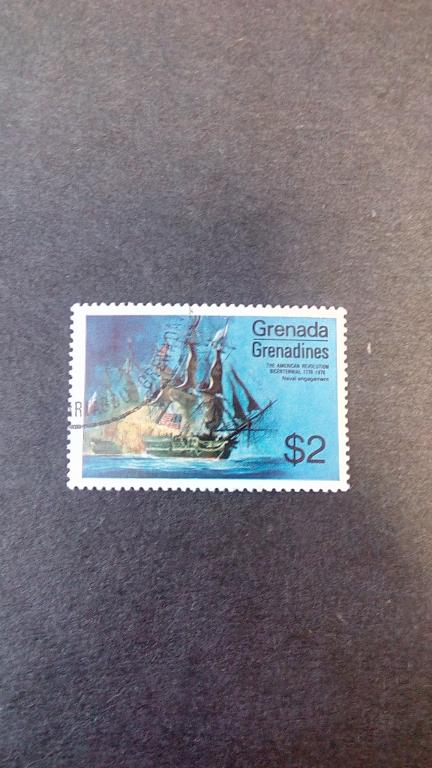 Grenada
Grenadines
THE AMERICAN REVOLUTION
BICENTENNIAL 1776-1976
Naval engagement
$2